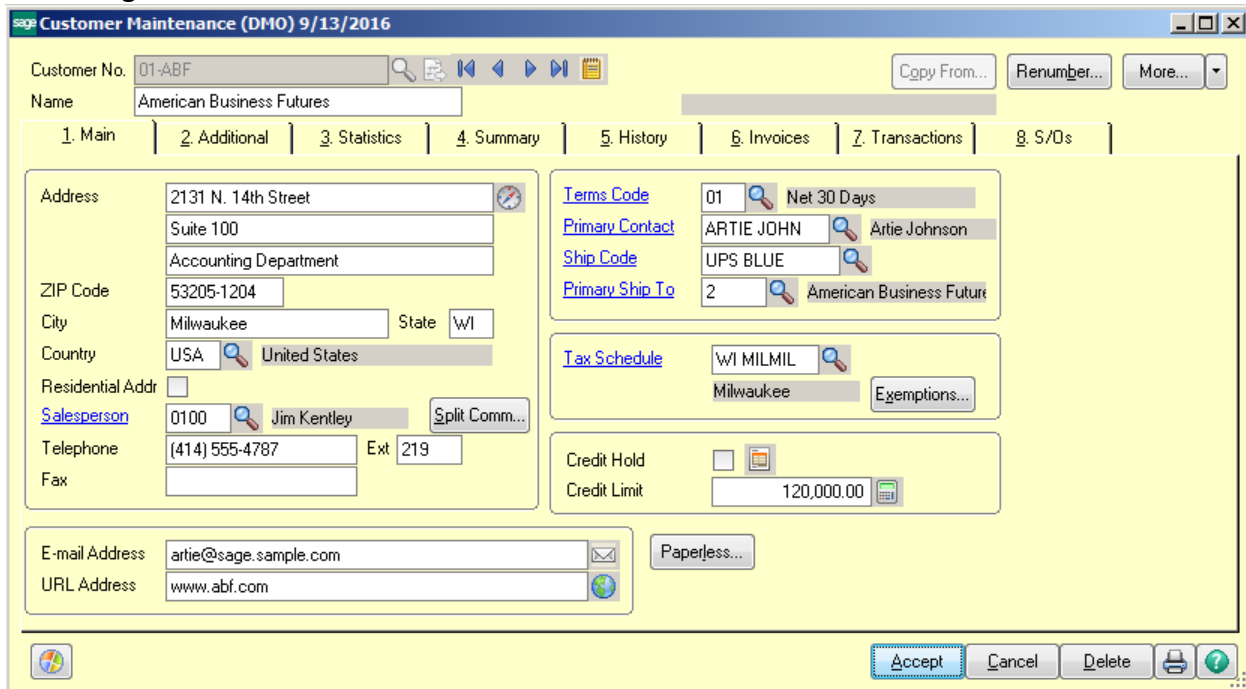 sage Customer Maintenance (DMO) 9/13/2016
Customer No. 01-ABF Copy From... Renumber... More...
Name American Business Futures
1. Main 2. Additional 3. Statistics 4. Summary 5. History 6. Invoices 7. Transactions 8. S/Os
Address 2131 N. 14th Street
Suite 100
Accounting Department
ZIP Code 53205-1204
City Milwaukee State WI
Country USA United States
Residential Addr
Salesperson 0100 Jim Kentley Split Comm...
Telephone (414) 555-4787 Ext 219
Fax
Terms Code 01 Net 30 Days
Primary Contact ARTIE JOHN Artie Johnson
Ship Code UPS BLUE
Primary Ship To 2 American Business Future
Tax Schedule WI MILMIL
Milwaukee Exemptions...
Credit Hold
Credit Limit 120,000.00
E-mail Address artie@sage.sample.com
URL Address www.abf.com
Paperless...
Accept Cancel Delete